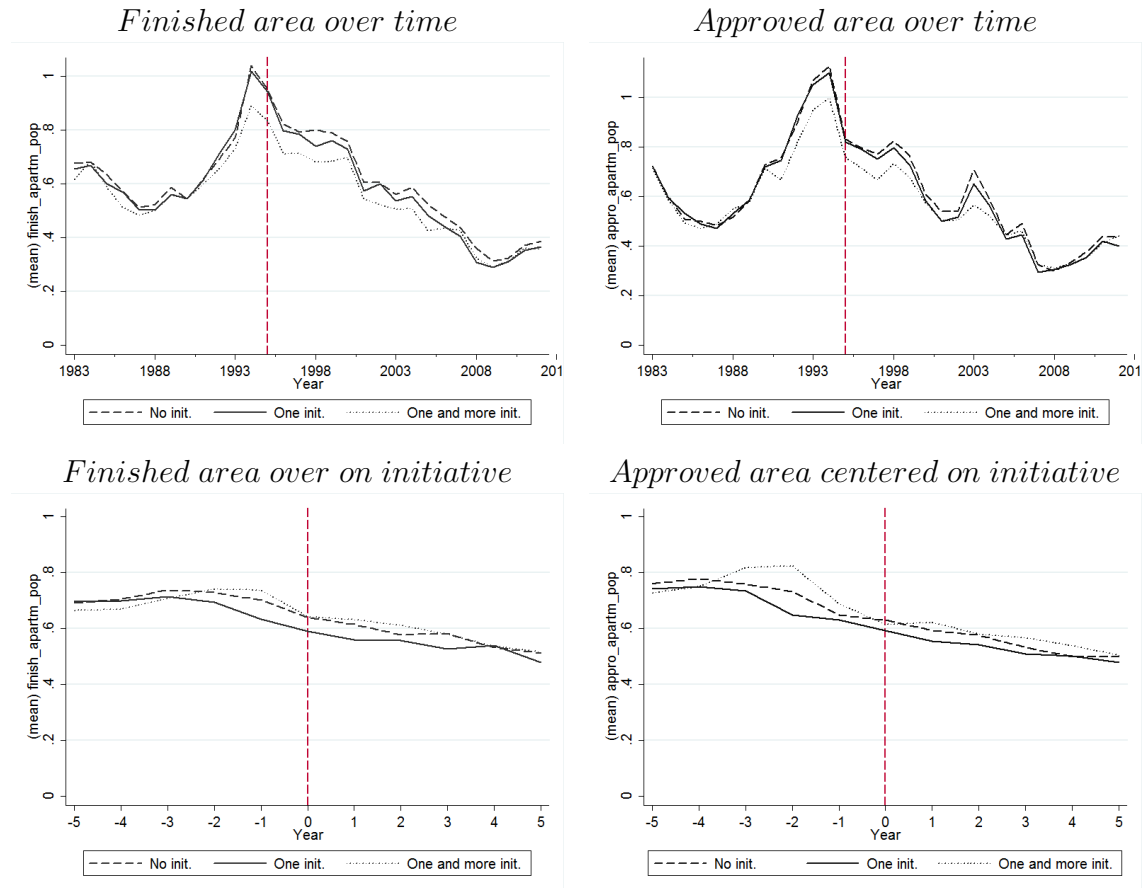 Finished area over time
Approved area over time
(mean) finish_apartm_pop
0 .2 .4 .6 .8 1
1983 1988 1993 1998 2003 2008 201
Year
No init. One init. One and more init.
(mean) appro_apartm_pop
0 .2 .4 .6 .8 1
1983 1988 1993 1998 2003 2008 201
Year
No init. One init. One and more init.
Finished area over on initiative
Approved area centered on initiative
(mean) finish_apartm_pop
0 .2 .4 .6 .8 1
-5 -4 -3 -2 -1 0 1 2 3 4 5
Year
No init. One init. One and more init.
(mean) appro_apartm_pop
0 .2 .4 .6 .8 1
-5 -4 -3 -2 -1 0 1 2 3 4 5
Year
No init. One init. One and more init.